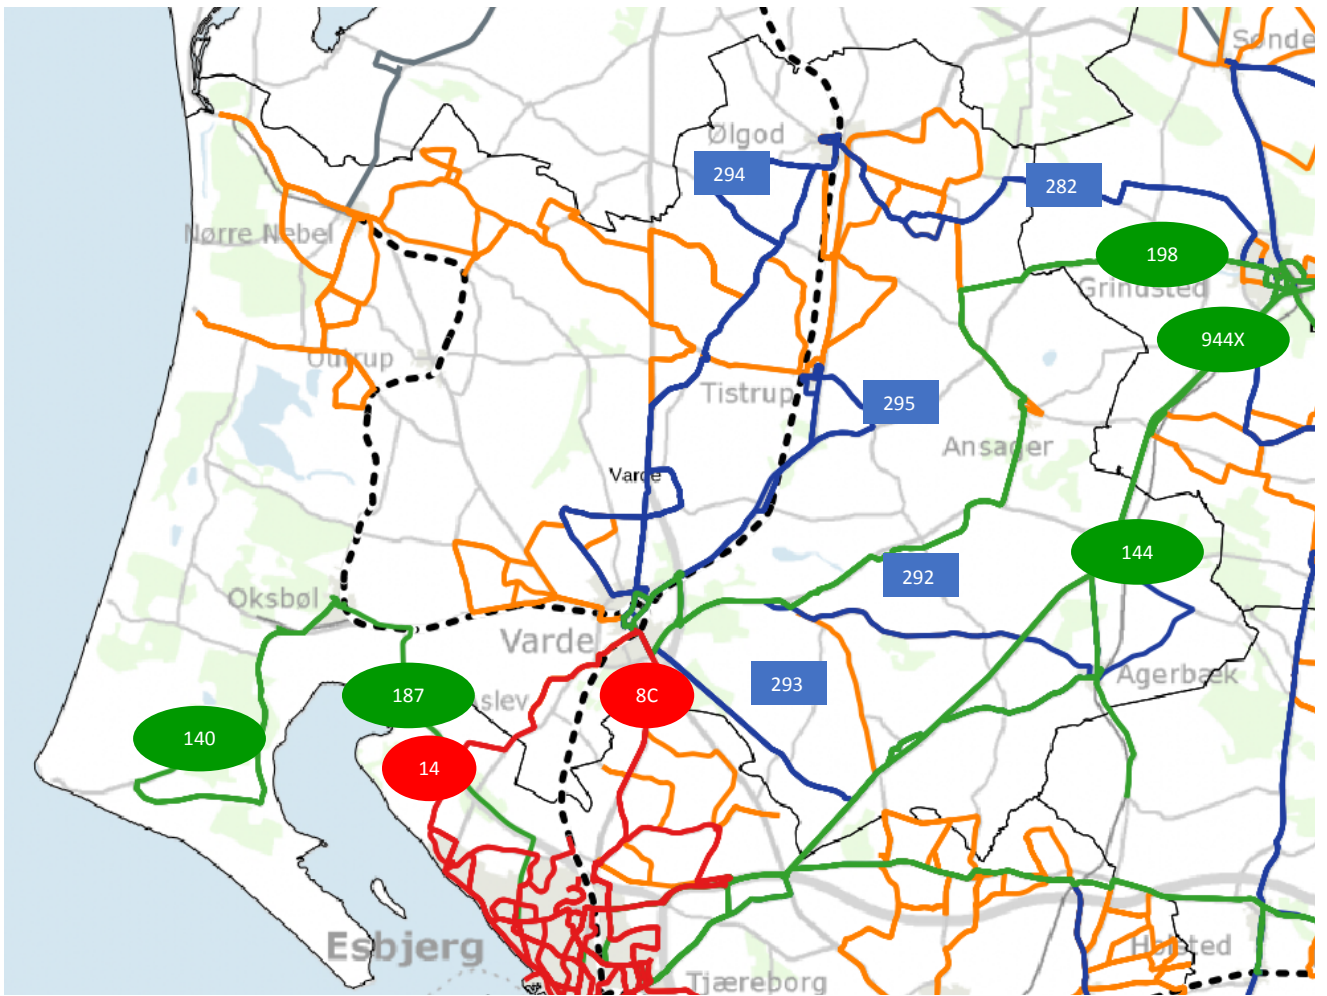 Sønde
Ølgod
294
282
Nørre Nebel
198
Grindsted
944X
Outrup
Tistrup
295
Ansager
Varde
144
292
Oksbøl
Varde
Agerbæk
293
187
slev
8C
140
14
Esbjerg
Holsted
Tjæreborg